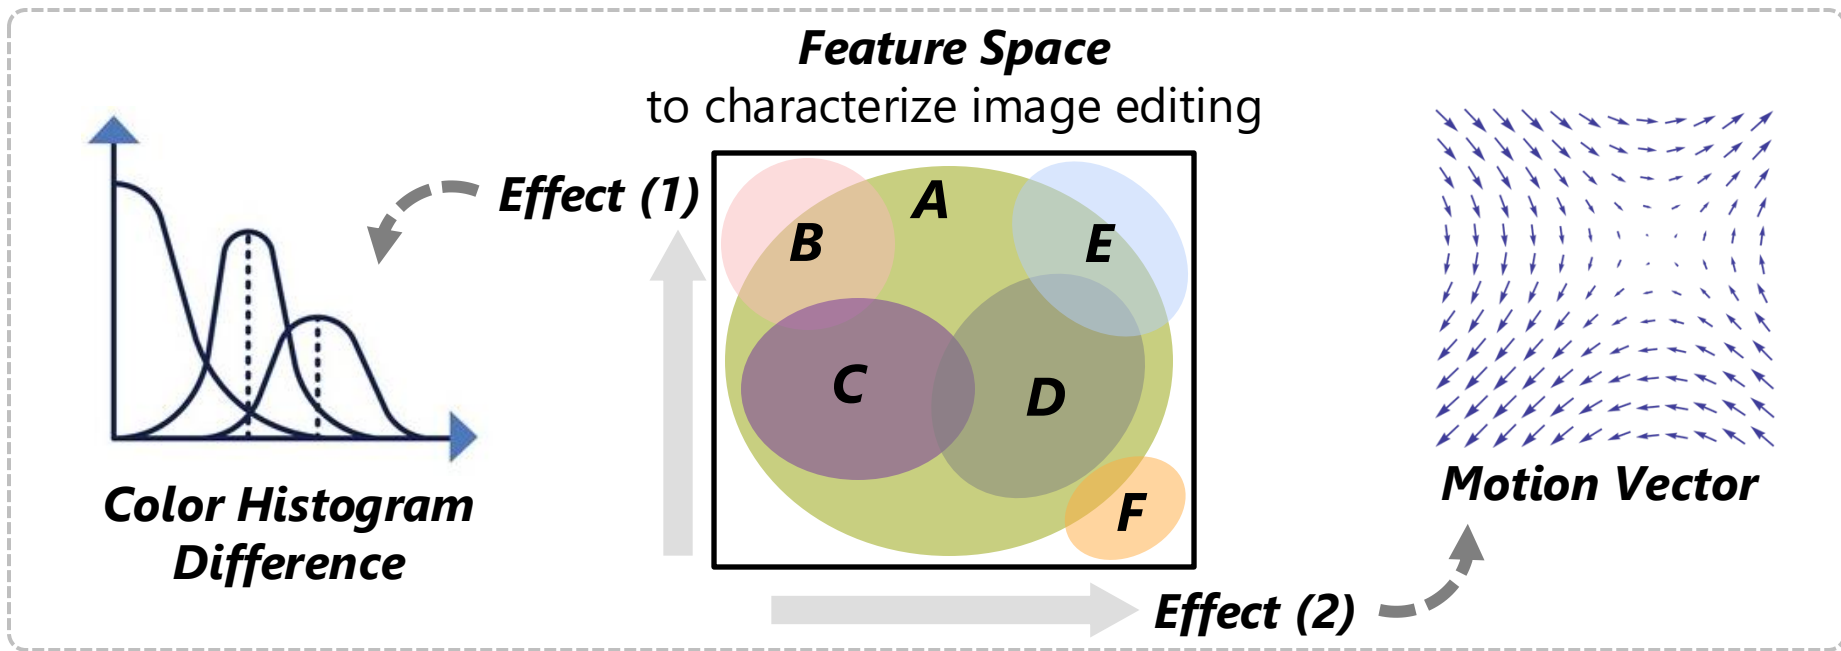 Feature Space
to characterize image editing
Effect (1)
A
B
E
C
D
F
Color Histogram
Difference
Motion Vector
Effect (2)